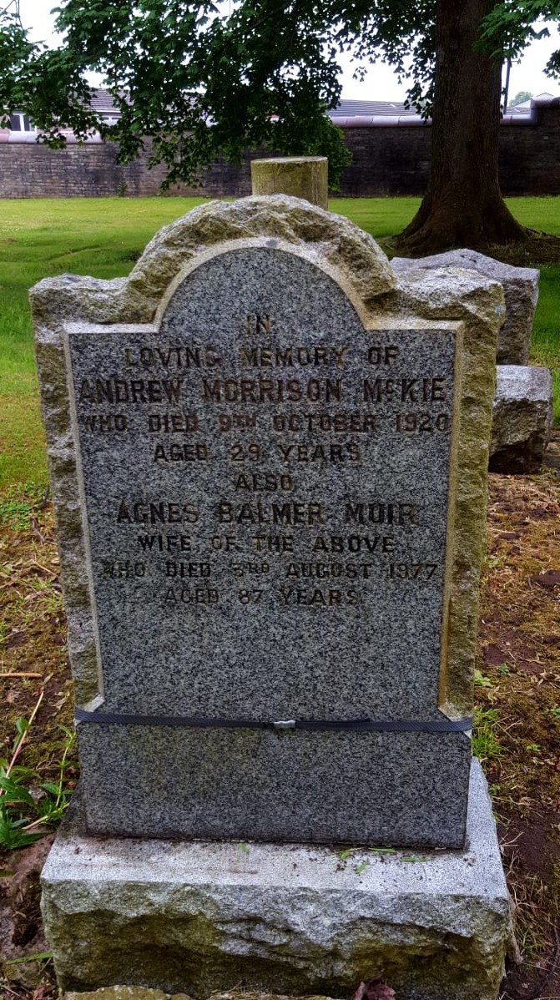 IN
LOVING MEMORY OF
ANDREW MORRISON McKIE
WHO DIED 9TH OCTOBER 1920
AGED 29 YEARS
ALSO
AGNES BALMER MUIR
WIFE OF THE ABOVE
WHO DIED 3RD AUGUST 1977
AGED 87 YEARS